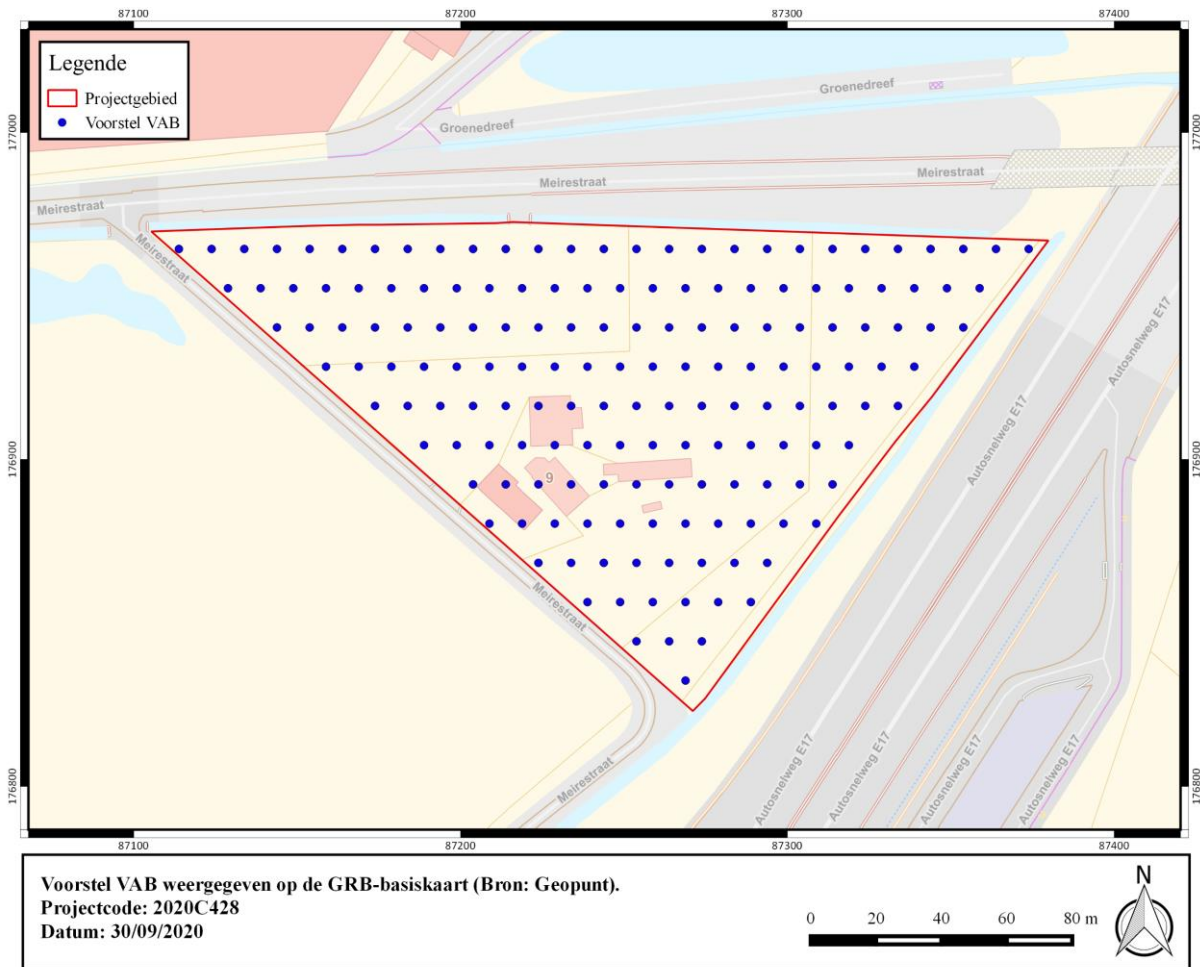 87100 87200 87300 87400
Legende
Projectgebied
Voorstel VAB
177000
177000
Groenedreef
Groenedreef
Meirestraat
Meirestraat
Meirestraat
Meirestraat
Autosnelweg E17
Autosnelweg E17
176900
176900
9
Meirestraat
Meirestraat
176800
176800
Autosnelweg E17
Autosnelweg E17
Autosnelweg E17
Autosnelweg E17
87100 87200 87300 87400
Voorstel VAB weergegeven op de GRB-basiskaart (Bron: Geopunt).
Projectcode: 2020C428
Datum: 30/09/2020
0 20 40 60 80 m
N